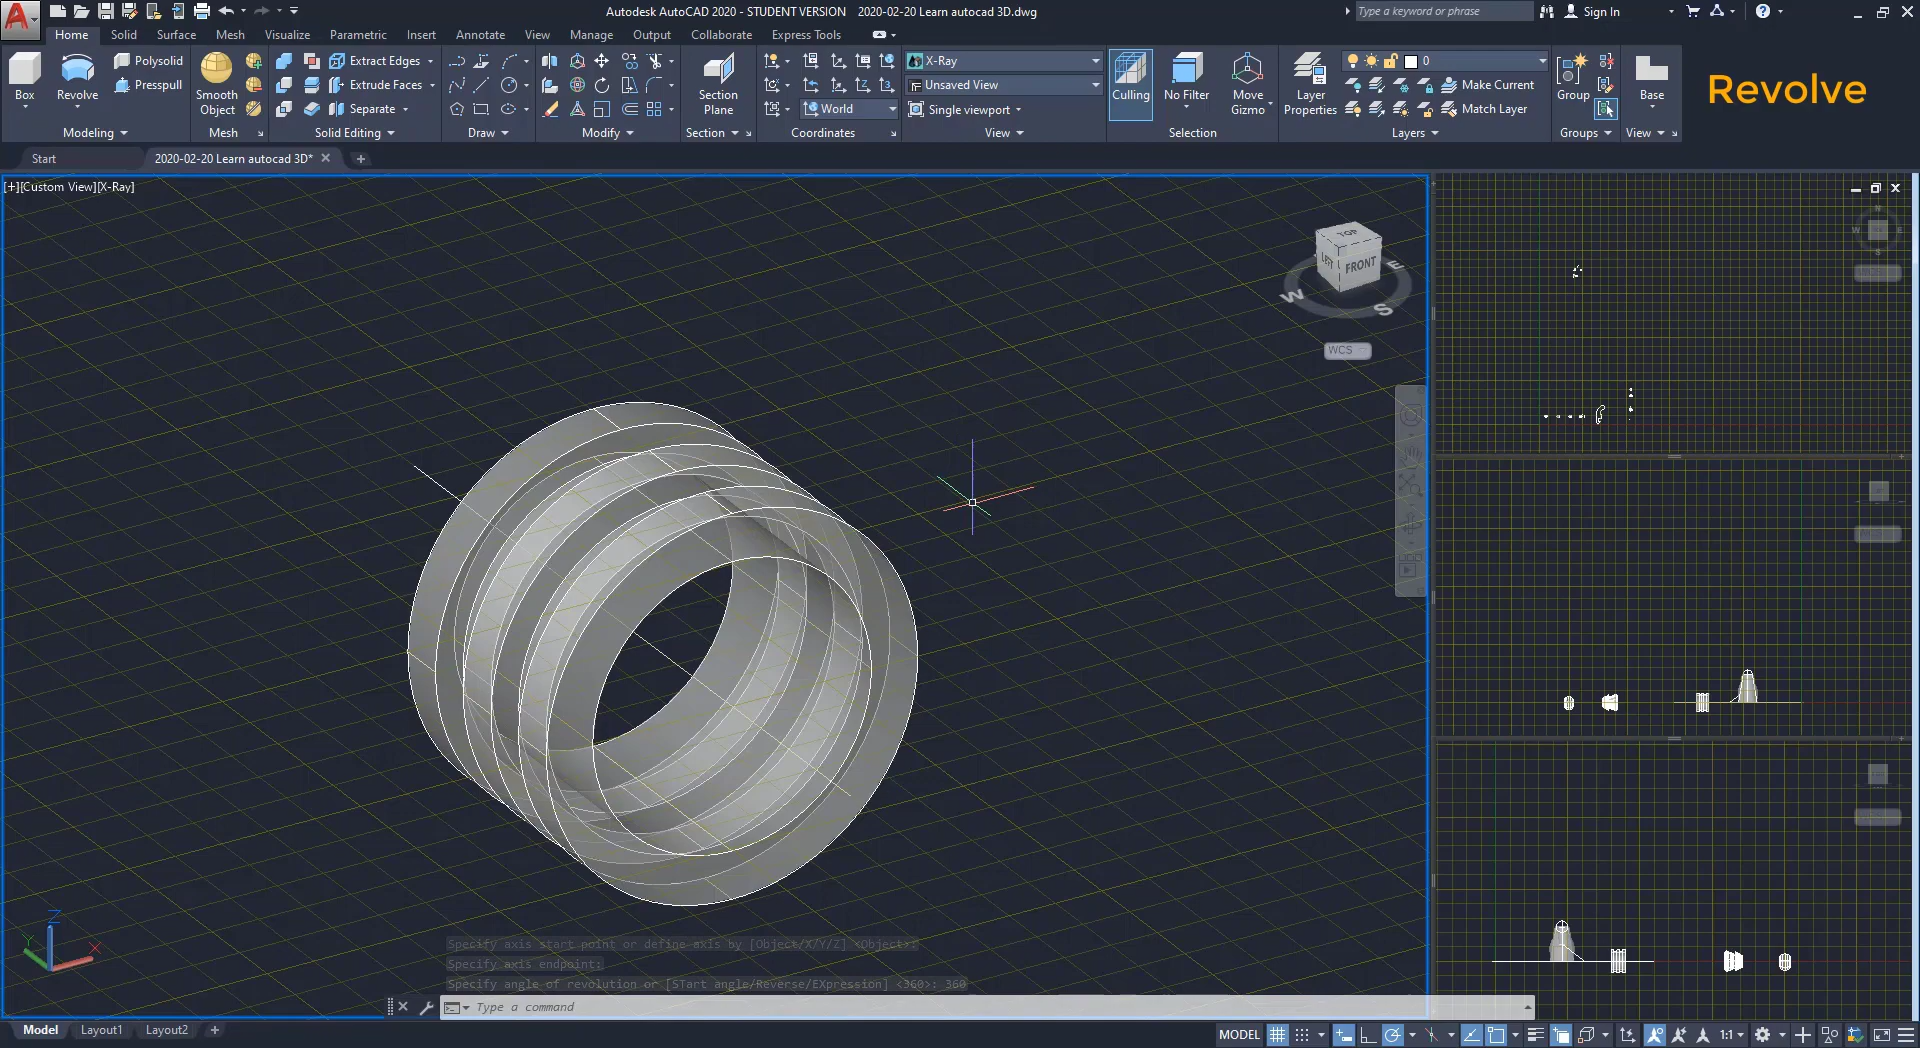 Autodesk AutoCAD 2020 - STUDENT VERSION 2020-02-20 Learn autocad 3D.dwg
Type a keyword or phrase
Sign In
Home Solid Surface Mesh Visualize Parametric Insert Annotate View Manage Output Collaborate Express Tools
Box
Revolve
Polysolid
Presspull
Modeling
Smooth
Object
Mesh
Extract Edges
Extrude Faces
Separate
Solid Editing
Draw
Modify
Section
Plane
Section
World
Coordinates
X-Ray
Unsaved View
Single viewport
View
Culling
No Filter
Move
Gizmo
Selection
Layer
Properties
0
Make Current
Match Layer
Layers
Group
Groups
Base
View
Revolve
Start
2020-02-20 Learn autocad 3D*
[+][Custom View][X-Ray]
TOP
LEFT
FRONT
E
W
S
WCS
N
W
E
S
Z
Y
X
Specify axis start point or define axis by [Object/X/Y/Z] <Object>:
Specify axis endpoint:
Specify angle of revolution or [STart angle/Reverse/EXpression] <360>: 360
Type a command
Model Layout1 Layout2
MODEL
1:1